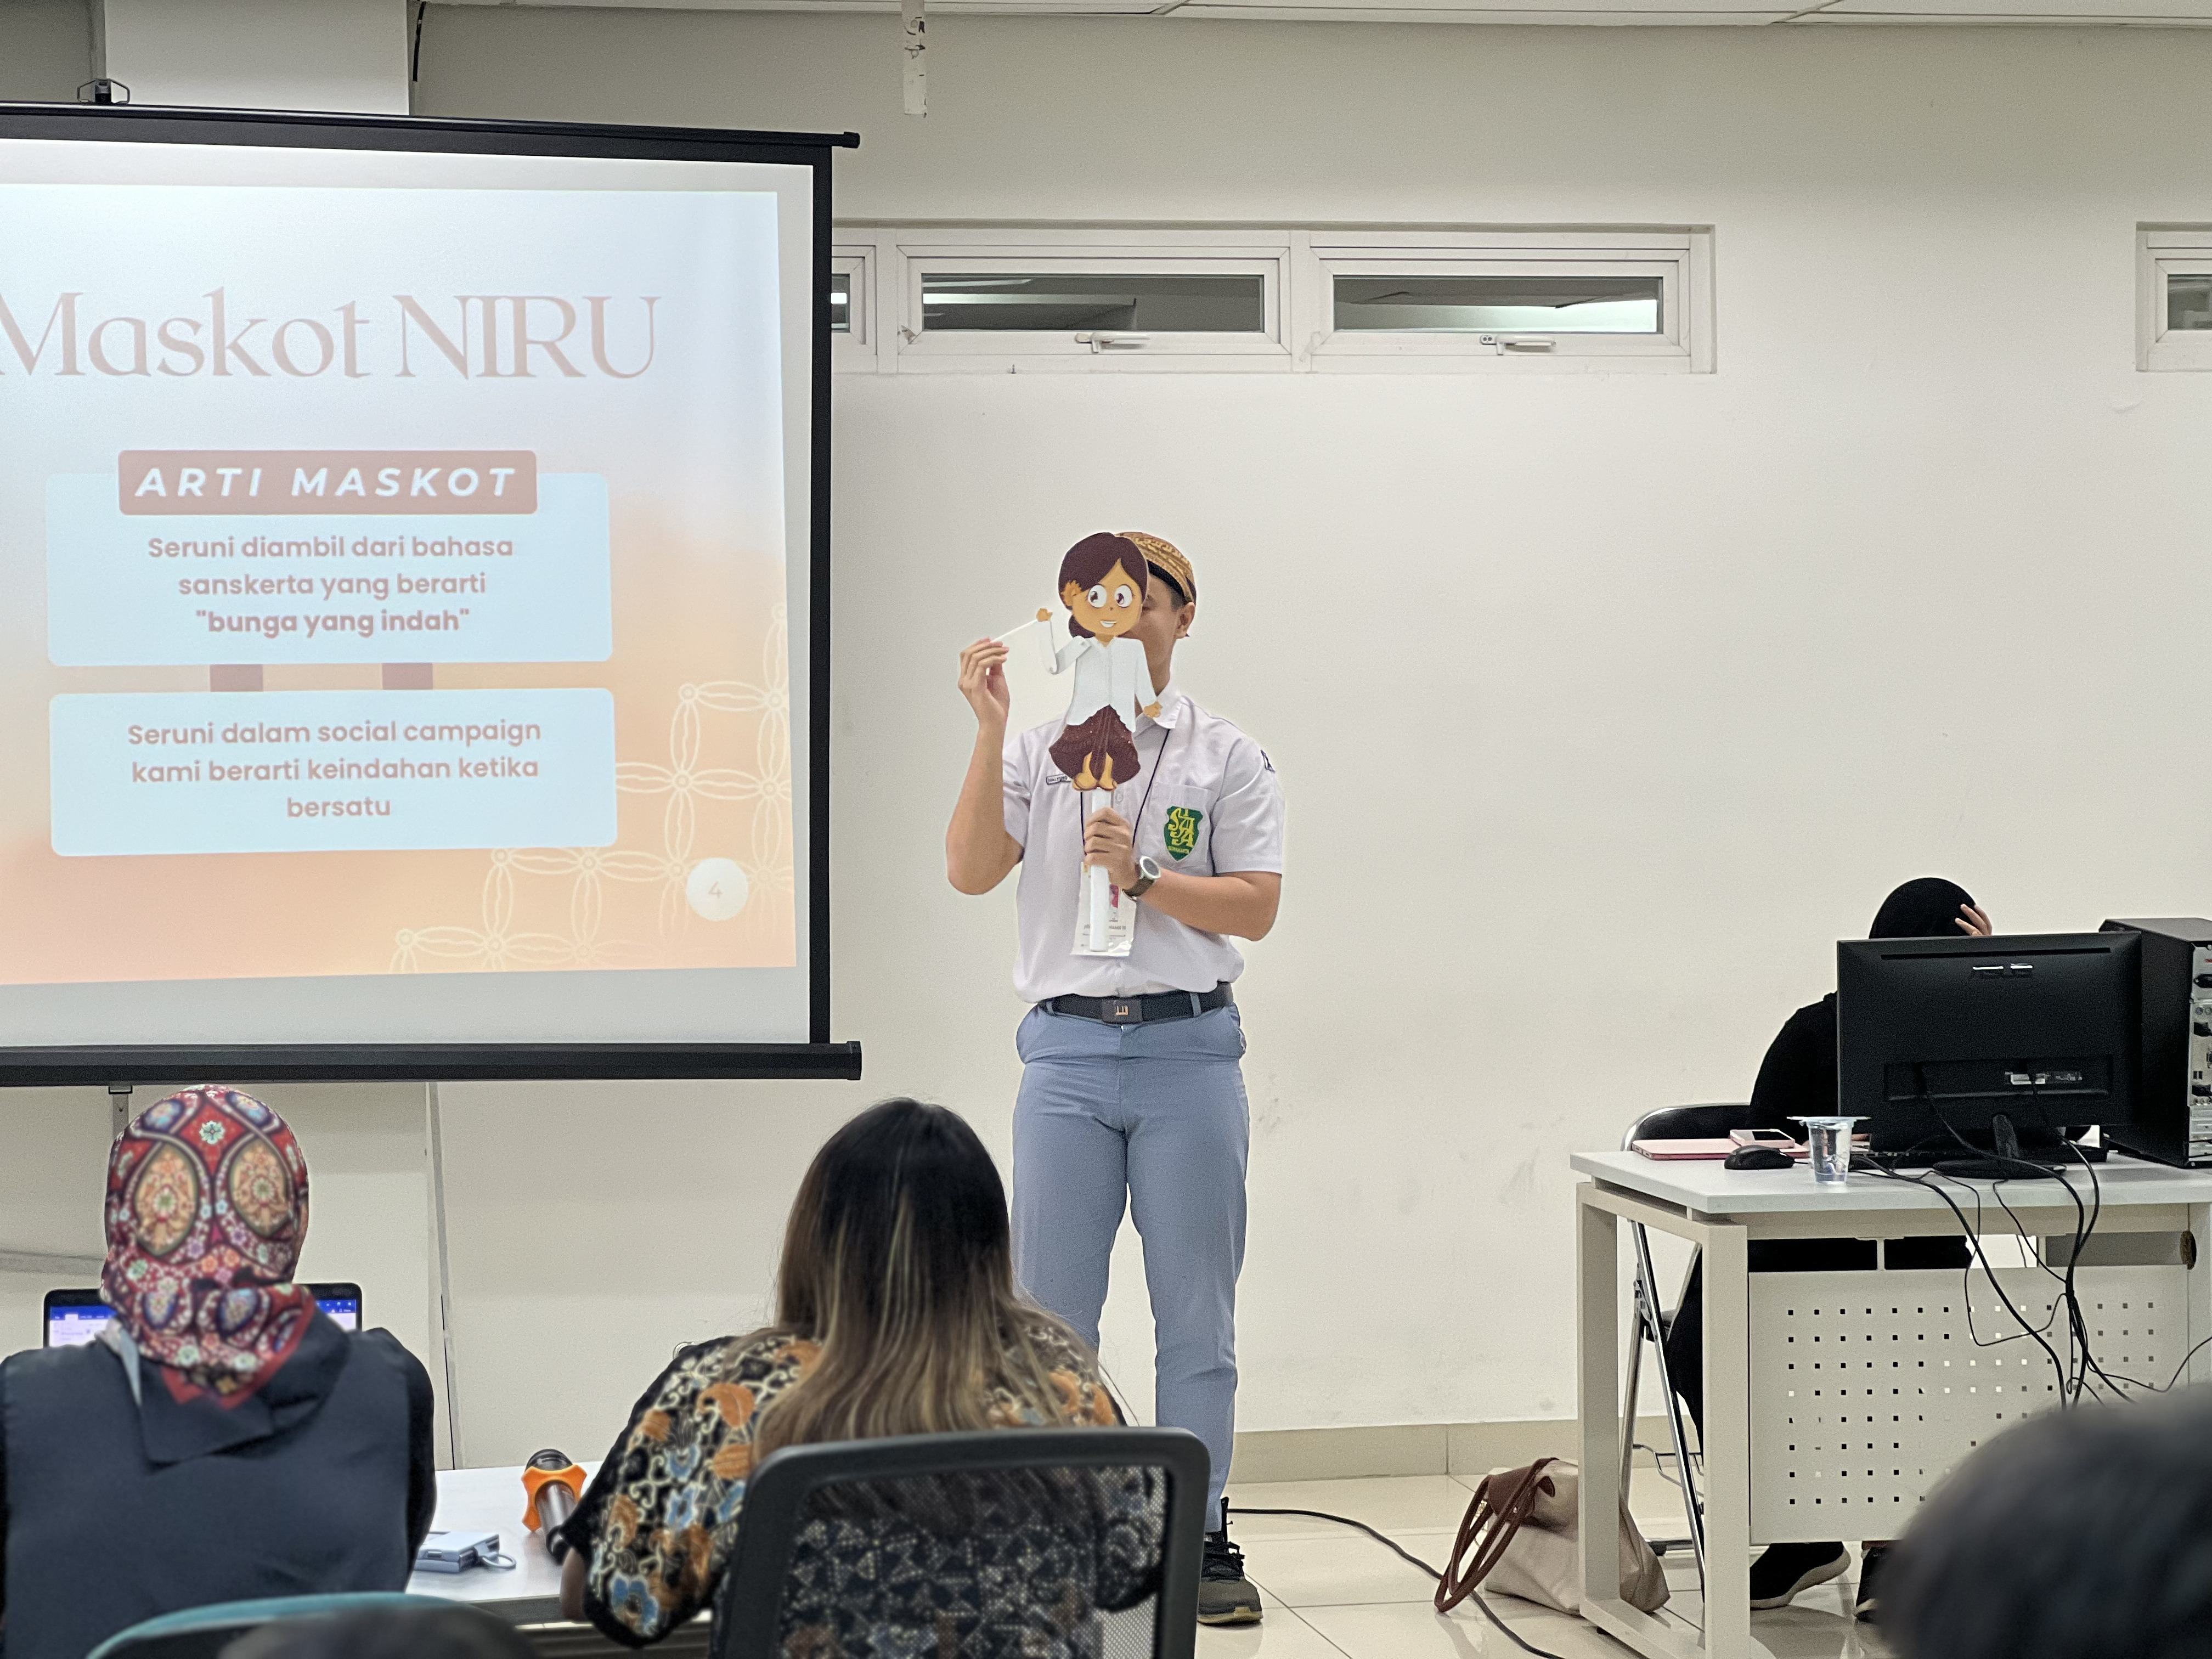 Maskot NIRU
ARTI MASKOT
Seruni diambil dari bahasa
sanskerta yang berarti
"bunga yang indah"
Seruni dalam social campaign
kami berarti keindahan ketika
bersatu
4